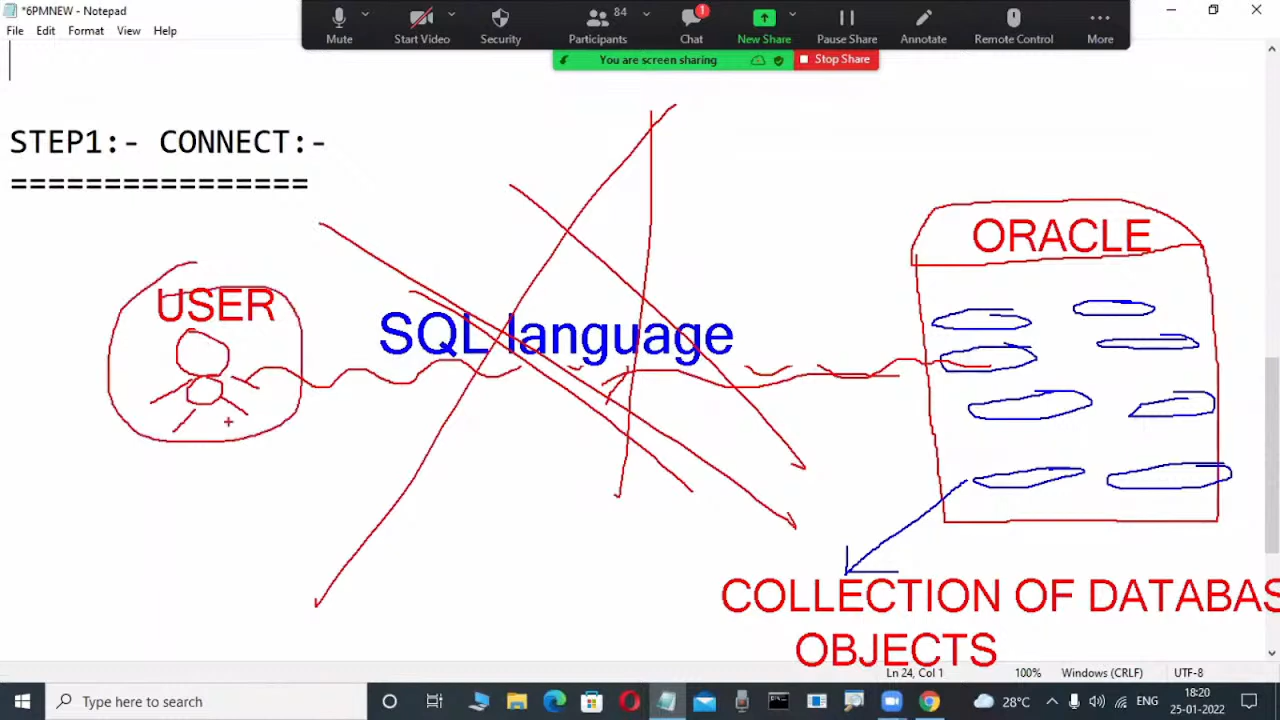 *6PMNEW - Notepad
File Edit Format View Help
84
1
Mute Start Video Security Participants Chat New Share Pause Share Annotate Remote Control More
You are screen sharing Stop Share
STEP1:- CONNECT:-
================
ORACLE
USER
SQL language
COLLECTION OF DATABAS
OBJECTS
Ln 24, Col 1 100% Windows (CRLF) UTF-8
Type here to search
28°C ENG
18:20
25-01-2022